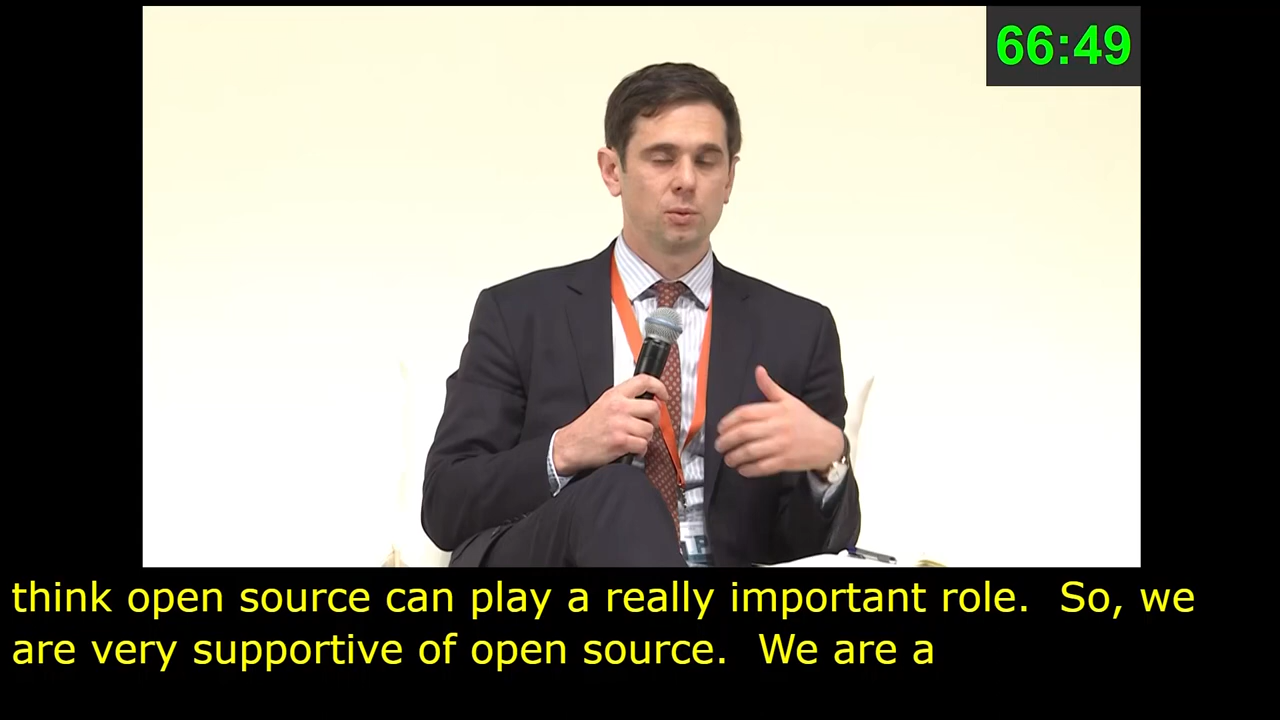 66:49
think open source can play a really important role.  So, we
are very supportive of open source.  We are a